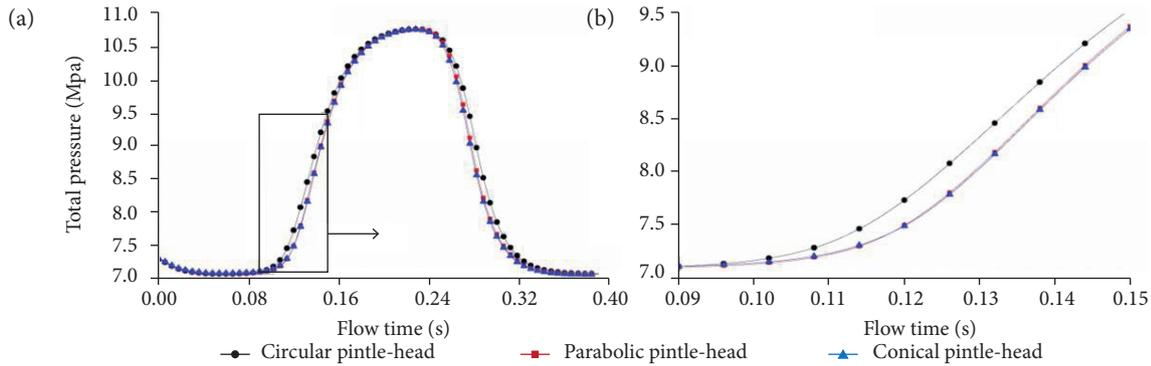 (a)
Total pressure (Mpa)
11.0
10.5
10.0
9.5
9.0
8.5
8.0
7.5
7.0
0.00 0.08 0.16 0.24 0.32 0.40
Flow time (s)
(b)
9.5
9.0
8.5
8.0
7.5
7.0
0.09 0.10 0.11 0.12 0.13 0.14 0.15
Flow time (s)
Circular pintle-head Parabolic pintle-head Conical pintle-head